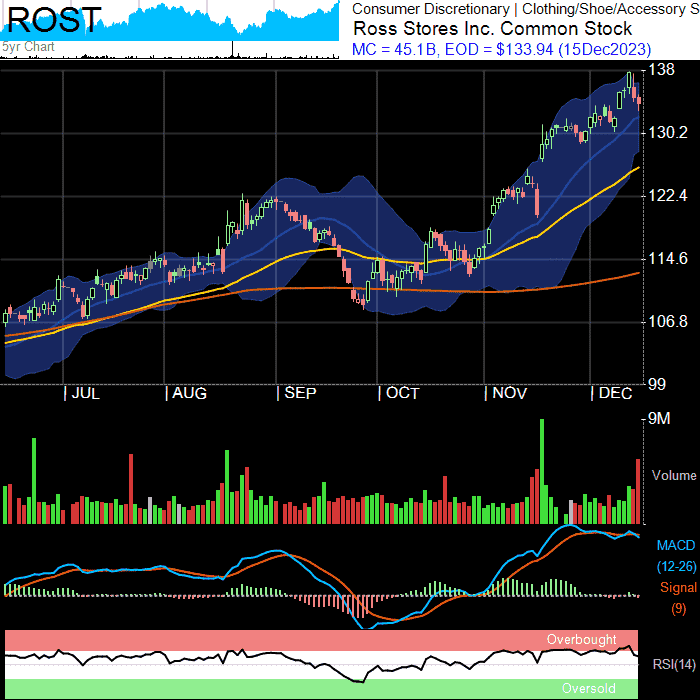 ROST
5yr Chart
Consumer Discretionary | Clothing/Shoe/Accessory S
Ross Stores Inc. Common Stock
MC = 45.1B, EOD = $133.94 (15Dec2023)
138
130.2
122.4
114.6
106.8
99
| JUL | AUG | SEP | OCT | NOV | DEC
9M
Volume
MACD
(12-26)
Signal
(9)
Overbought
RSI(14)
Oversold